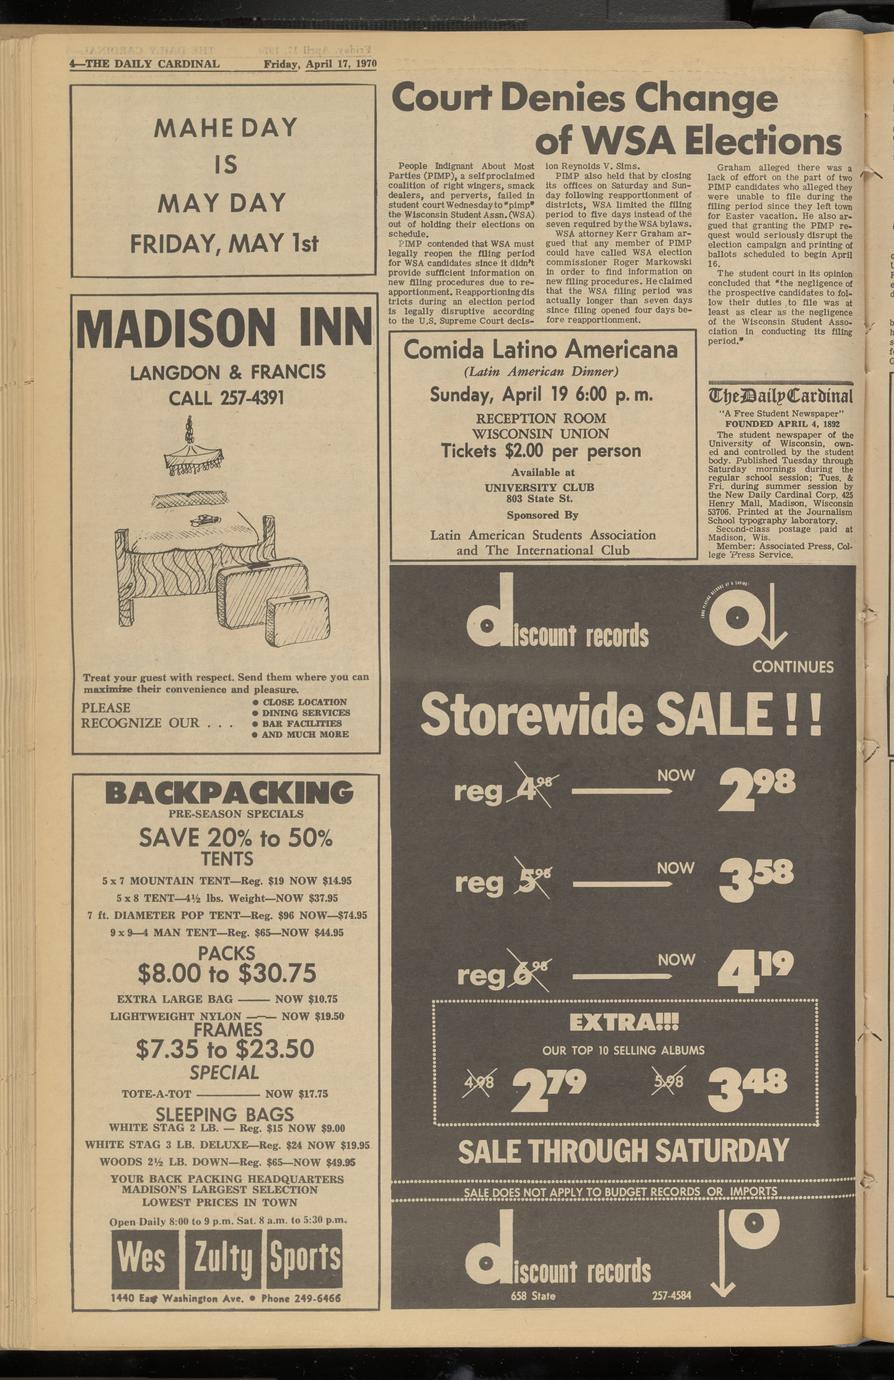 4—THE DAILY CARDINAL Friday, April 17, 1970
MAHE DAY
IS
MAY DAY
FRIDAY, MAY 1st
MADISON INN
LANGDON & FRANCIS
CALL 257-4391
Treat your guest with respect. Send them where you can
maximize their convenience and pleasure.
PLEASE
RECOGNIZE OUR . . .
● CLOSE LOCATION
● DINING SERVICES
● BAR FACILITIES
● AND MUCH MORE
BACKPACKING
PRE-SEASON SPECIALS
SAVE 20% to 50%
TENTS
5 x 7 MOUNTAIN TENT—Reg. $19 NOW $14.95
5 x 8 TENT—4½ lbs. Weight—NOW $37.95
7 ft. DIAMETER POP TENT—Reg. $96 NOW—$74.95
9 x 9—4 MAN TENT—Reg. $65—NOW $44.95
PACKS
$8.00 to $30.75
EXTRA LARGE BAG —— NOW $10.75
LIGHTWEIGHT NYLON —— NOW $19.50
FRAMES
$7.35 to $23.50
SPECIAL
TOTE-A-TOT ———— NOW $17.75
SLEEPING BAGS
WHITE STAG 2 LB. — Reg. $15 NOW $9.00
WHITE STAG 3 LB. DELUXE—Reg. $24 NOW $19.95
WOODS 2½ LB. DOWN—Reg. $65—NOW $49.95
YOUR BACK PACKING HEADQUARTERS
MADISON'S LARGEST SELECTION
LOWEST PRICES IN TOWN
Open Daily 8:00 to 9 p.m. Sat. 8 a.m. to 5:30 p.m.
Wes Zulty Sports
1440 East Washington Ave. ● Phone 249-6466
Court Denies Change
of WSA Elections
People Indignant About Most
Parties (PIMP), a self proclaimed
coalition of right wingers, smack
dealers, and perverts, failed in
student court Wednesday to "pimp"
the Wisconsin Student Assn. (WSA)
out of holding their elections on
schedule.
PIMP contended that WSA must
legally reopen the filing period
for WSA candidates since it didn't
provide sufficient information on
new filing procedures due to re-
apportionment. Reapportioning dis
tricts during an election period
is legally disruptive according
to the U.S. Supreme Court decis-
ion Reynolds V. Sims.
PIMP also held that by closing
its offices on Saturday and Sun-
day following reapportionment of
districts, WSA limited the filing
period to five days instead of the
seven required by the WSA bylaws.
WSA attorney Kerr Graham ar-
gued that any member of PIMP
could have called WSA election
commissioner Roger Markowski
in order to find information on
new filing procedures. He claimed
that the WSA filing period was
actually longer than seven days
since filing opened four days be-
fore reapportionment.
Graham alleged there was a
lack of effort on the part of two
PIMP candidates who alleged they
were unable to file during the
filing period since they left town
for Easter vacation. He also ar-
gued that granting the PIMP re-
quest would seriously disrupt the
election campaign and printing of
ballots scheduled to begin April
16.
The student court in its opinion
concluded that "the negligence of
the prospective candidates to fol-
low their duties to file was at
least as clear as the negligence
of the Wisconsin Student Asso-
ciation in conducting its filing
period."
Comida Latino Americana
(Latin American Dinner)
Sunday, April 19 6:00 p. m.
RECEPTION ROOM
WISCONSIN UNION
Tickets $2.00 per person
Available at
UNIVERSITY CLUB
803 State St.
Sponsored By
Latin American Students Association
and The International Club
The Daily Cardinal
"A Free Student Newspaper"
FOUNDED APRIL 4, 1892
The student newspaper of the
University of Wisconsin, own-
ed and controlled by the student
body. Published Tuesday through
Saturday mornings during the
regular school session; Tues. &
Fri. during summer session by
the New Daily Cardinal Corp. 425
Henry Mall, Madison, Wisconsin
53706. Printed at the Journalism
School typography laboratory.
Second-class postage paid at
Madison, Wis.
Member: Associated Press, Col-
lege Press Service.
discount records
CONTINUES
Storewide SALE!!
reg 4.98 NOW 2.98
reg 5.98 NOW 3.58
reg 6.98 NOW 4.19
EXTRA!!!
OUR TOP 10 SELLING ALBUMS
4.98 2.79 5.98 3.48
SALE THROUGH SATURDAY
SALE DOES NOT APPLY TO BUDGET RECORDS OR IMPORTS
discount records
658 State 257-4584